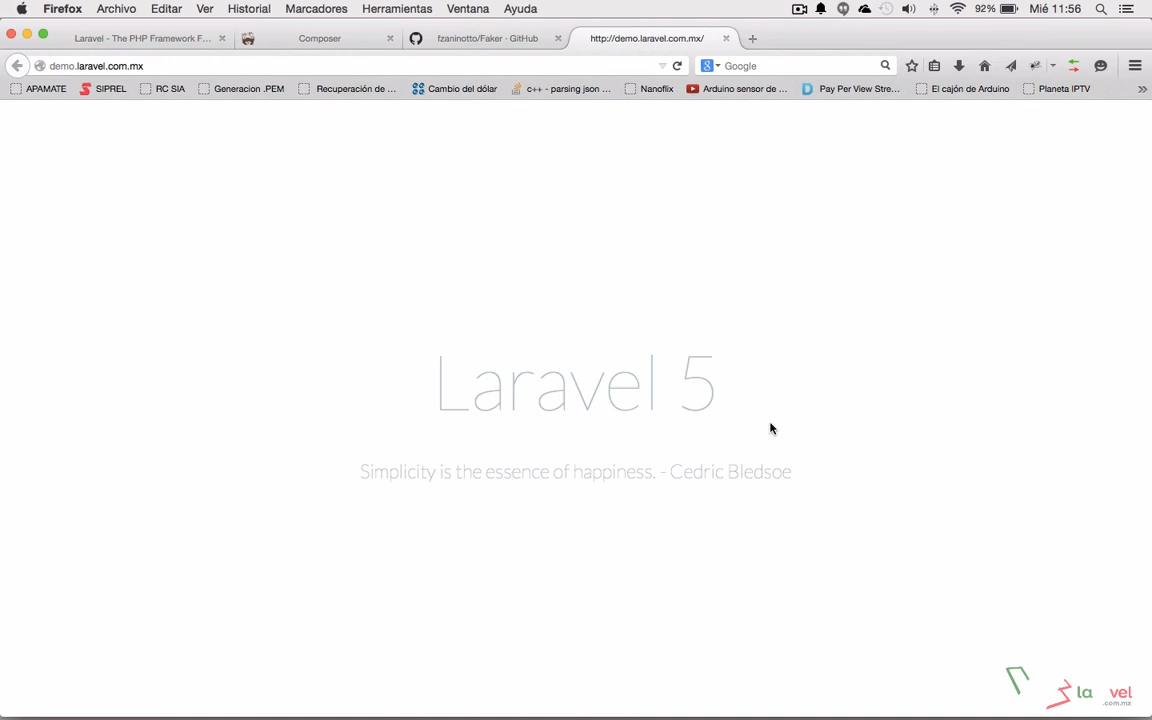 Firefox Archivo Editar Ver Historial Marcadores Herramientas Ventana Ayuda 92% Mié 11:56
Laravel - The PHP Framework F... Composer fzaninotto/Faker · GitHub http://demo.laravel.com.mx/
demo.laravel.com.mx Google
APAMATE SIPREL RC SIA Generacion .PEM Recuperación de ... Cambio del dólar c++ - parsing json ... Nanoflix Arduino sensor de ... Pay Per View Stre... El cajón de Arduino Planeta IPTV
Laravel 5
Simplicity is the essence of happiness. - Cedric Bledsoe
la vel
.com.mx